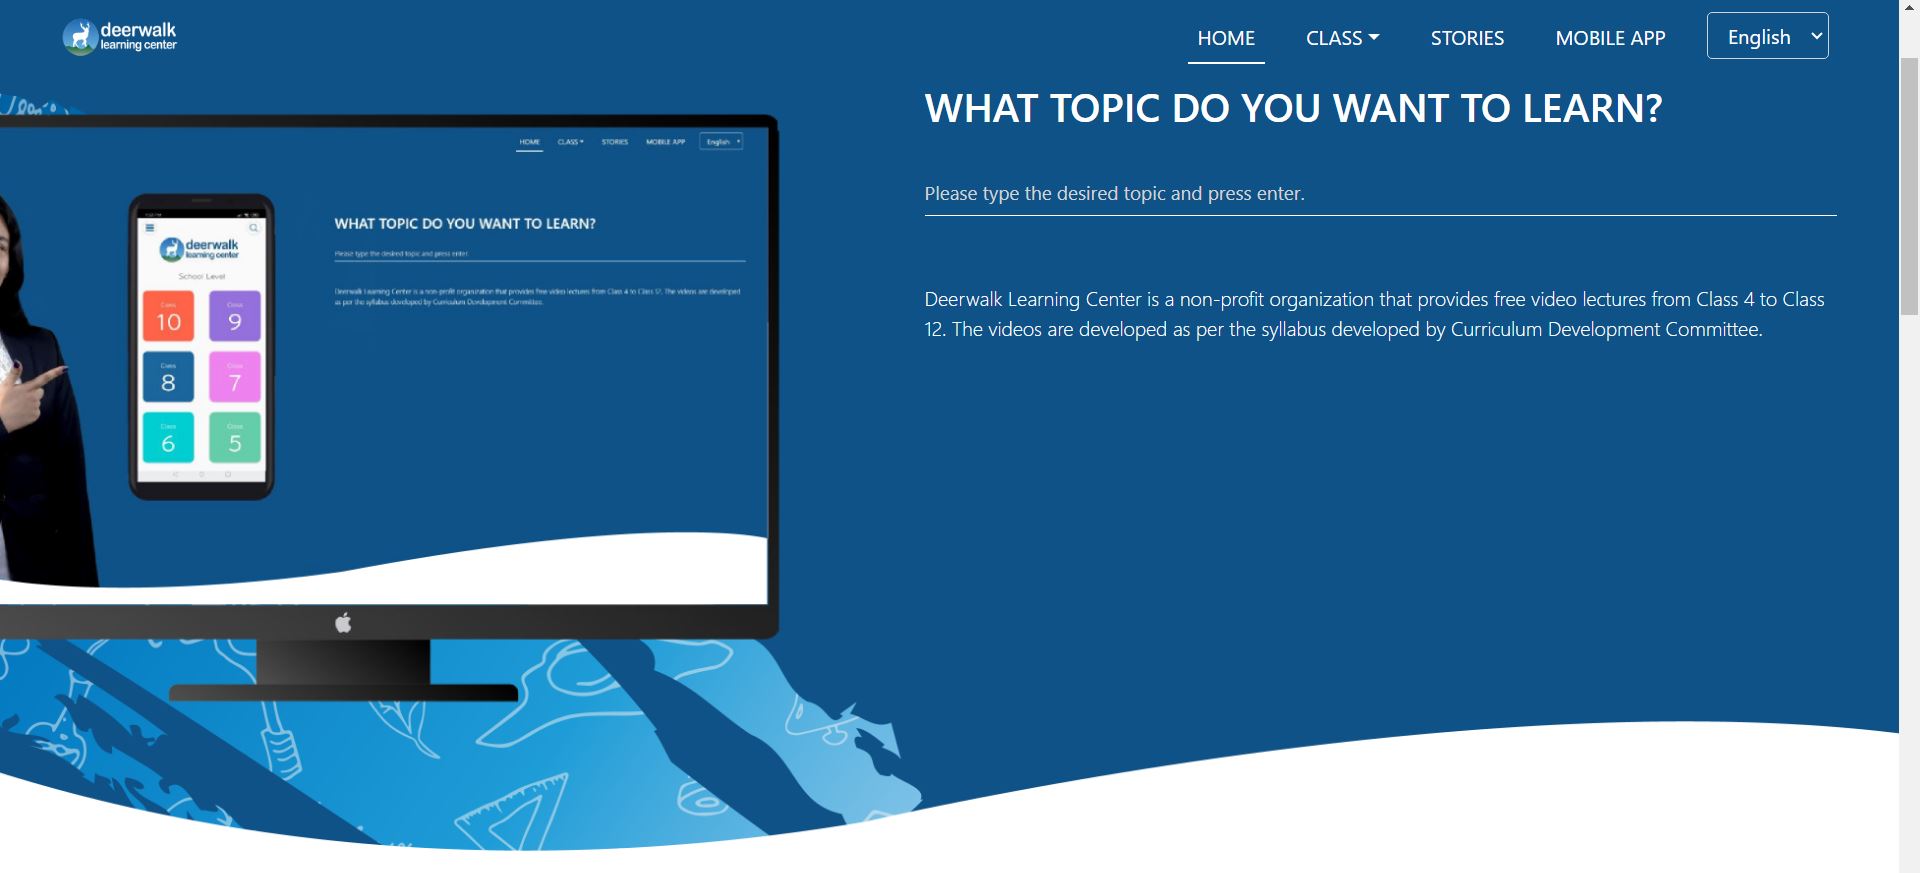 deerwalk
learning center
HOME
CLASS
STORIES
MOBILE APP
English
WHAT TOPIC DO YOU WANT TO LEARN?
Please type the desired topic and press enter.
Deerwalk Learning Center is a non-profit organization that provides free video lectures from Class 4 to Class
12. The videos are developed as per the syllabus developed by Curriculum Development Committee.
HOME
CLASS
STORIES
MOBILE APP
English
WHAT TOPIC DO YOU WANT TO LEARN?
Please type the desired topic and press enter.
Deerwalk Learning Center is a non-profit organization that provides free video lectures from Class 4 to Class 12. The videos are developed
as per the syllabus developed by Curriculum Development Committee.
deerwalk
learning center
School Level
Class
10
Class
9
Class
8
Class
7
Class
6
Class
5